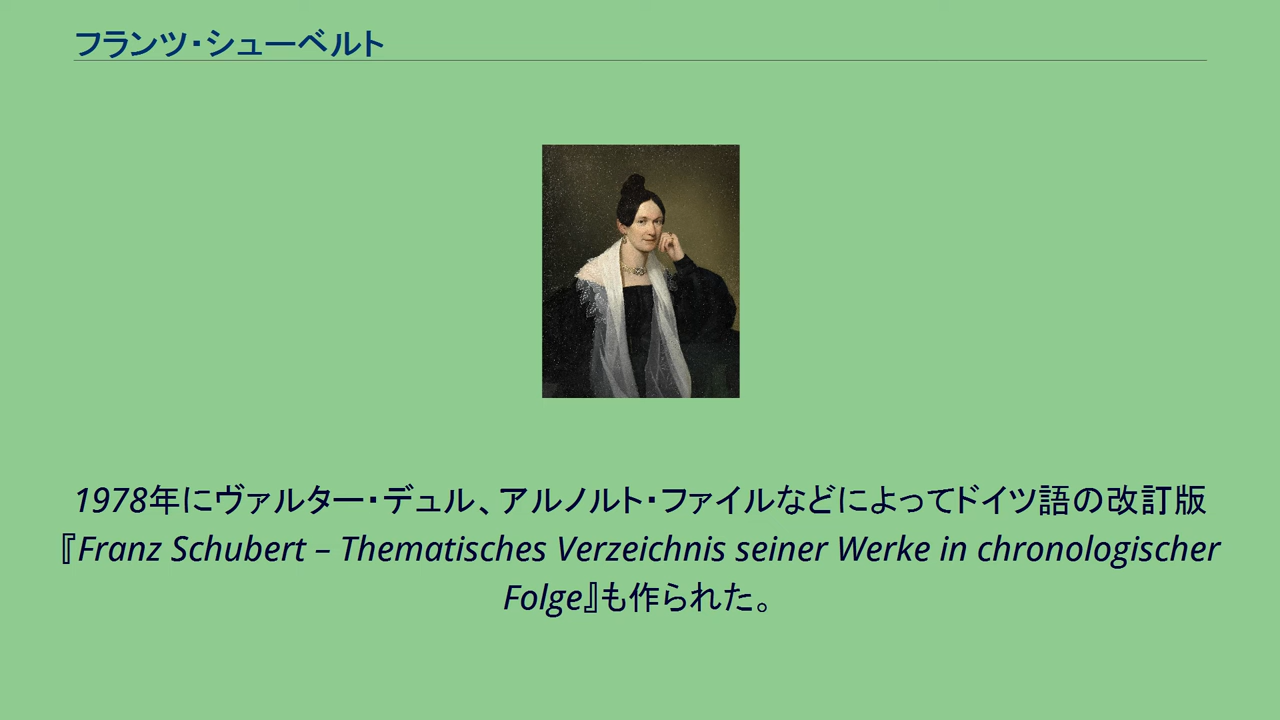 フランツ・シューベルト
1978年にヴァルター・デュル、アルノルト・ファイルなどによってドイツ語の改訂版
『Franz Schubert – Thematisches Verzeichnis seiner Werke in chronologischer
Folge』も作られた。